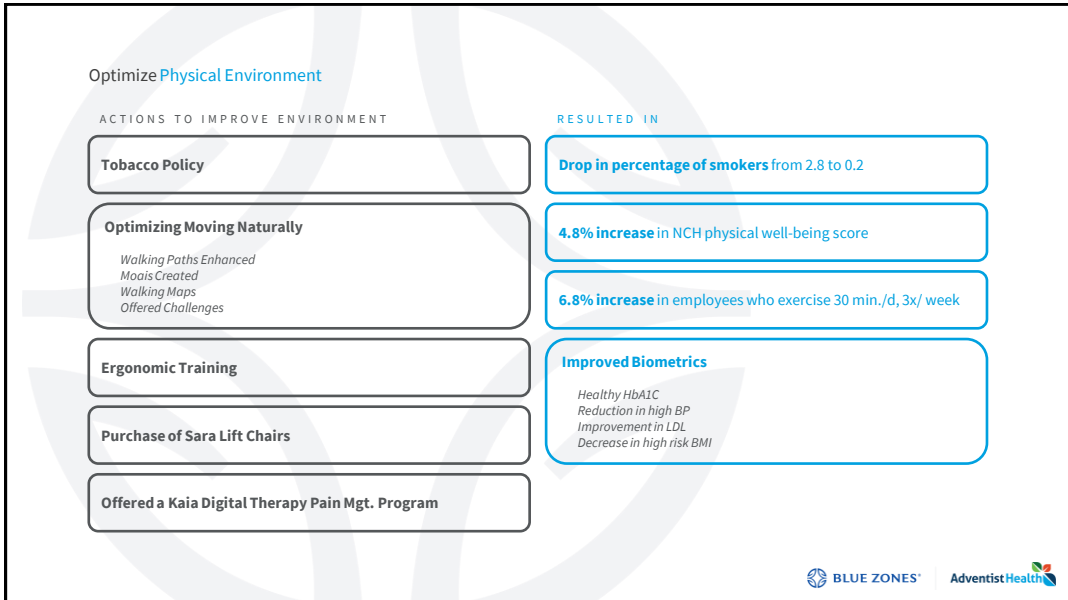 Optimize Physical Environment
ACTIONS TO IMPROVE ENVIRONMENT
Tobacco Policy
Optimizing Moving Naturally
Walking Paths Enhanced
Moais Created
Walking Maps
Offered Challenges
Ergonomic Training
Purchase of Sara Lift Chairs
Offered a Kaia Digital Therapy Pain Mgt. Program
RESULTED IN
Drop in percentage of smokers from 2.8 to 0.2
4.8% increase in NCH physical well-being score
6.8% increase in employees who exercise 30 min./d, 3x/ week
Improved Biometrics
Healthy HbA1C
Reduction in high BP
Improvement in LDL
Decrease in high risk BMI
BLUE ZONES®
Adventist Health